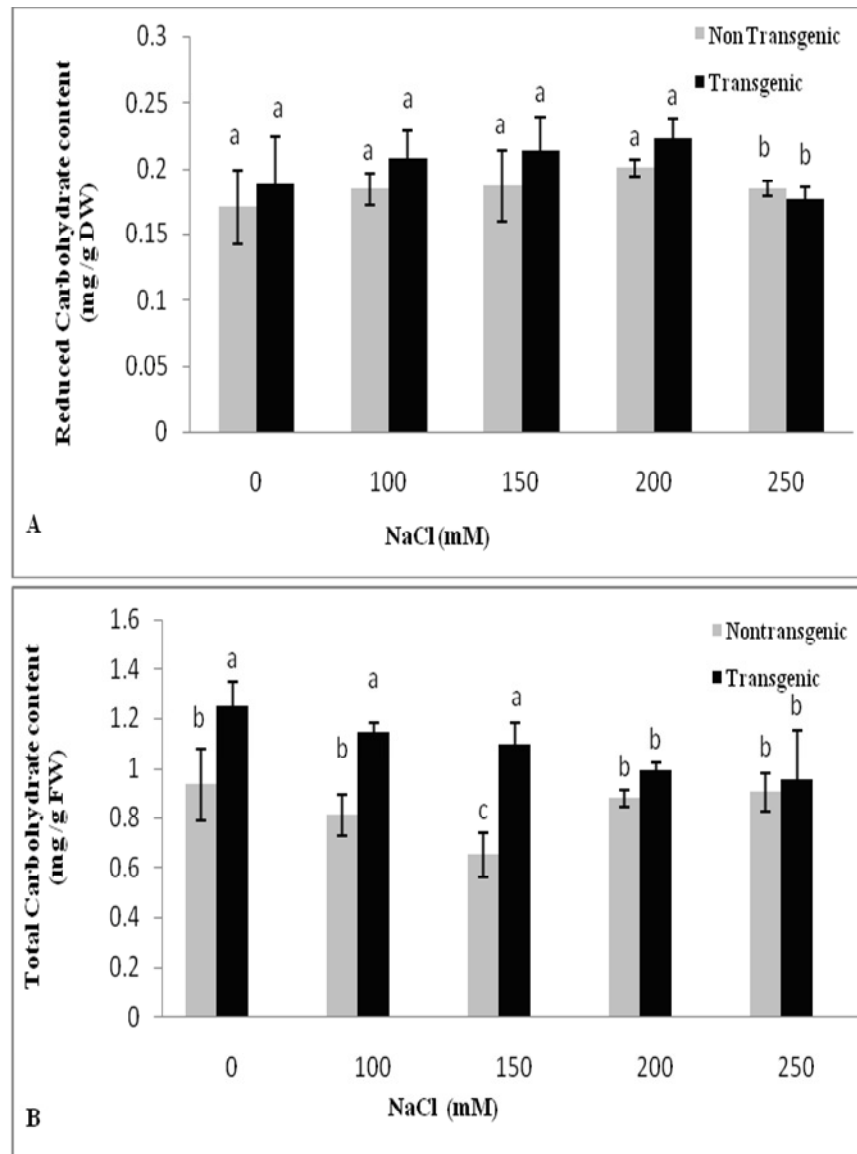 0.3
Non Transgenic
Transgenic
0.25
0.2
0.15
0.1
0.05
0
a a a a a a a a b b
Reduced Carbohydrate content
(mg/g DW)
0 100 150 200 250
NaCl (mM)
A
1.6
Nontransgenic
Transgenic
1.4
1.2
1
0.8
0.6
0.4
0.2
0
b a b a c a b b b b
Total Carbohydrate content
(mg/g FW)
0 100 150 200 250
NaCl (mM)
B